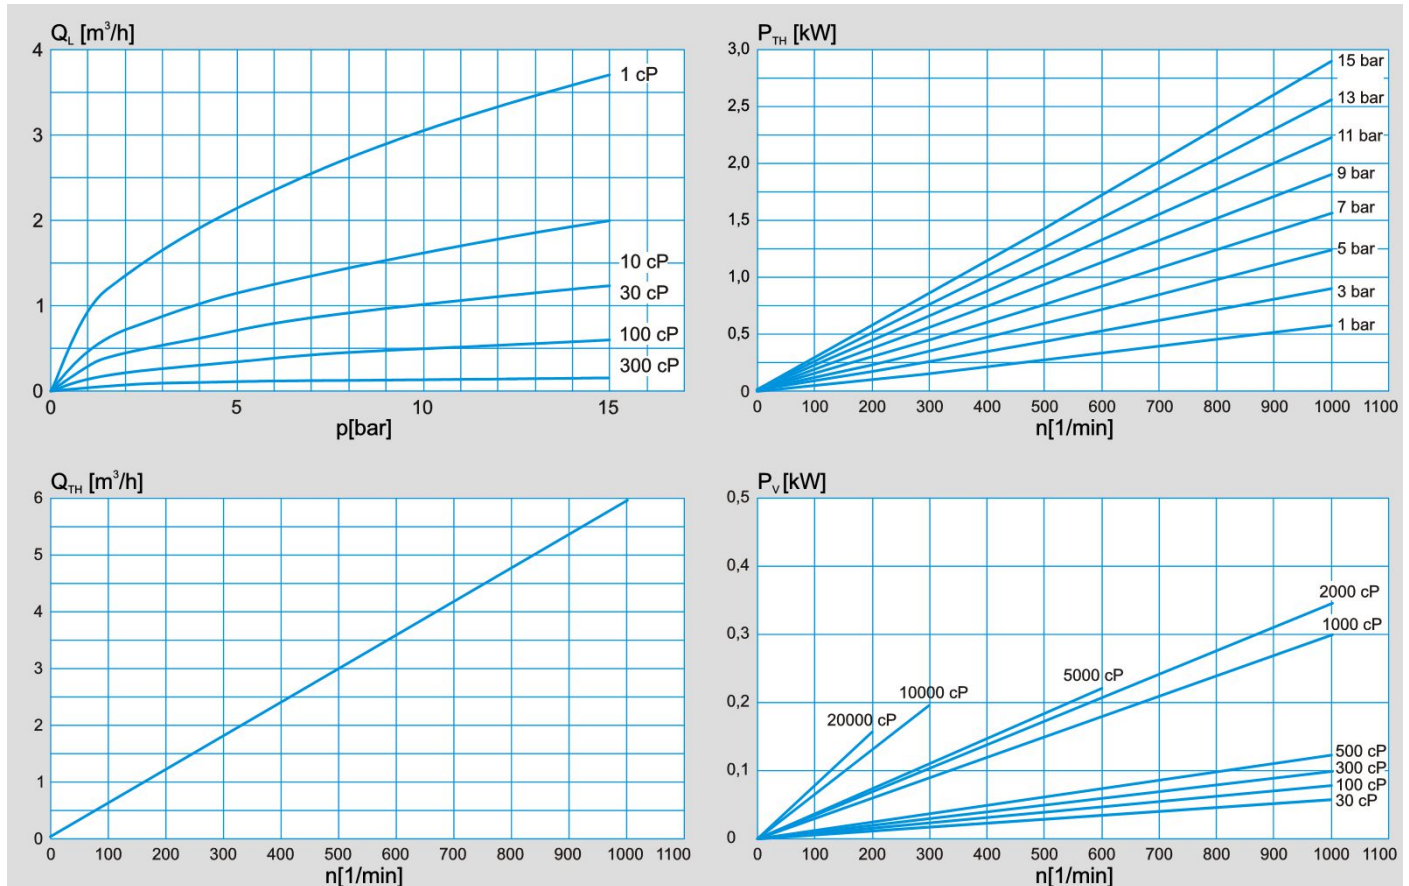 Q_L [m³/h]
4
3
2
1
0
1 cP
10 cP
30 cP
100 cP
300 cP
0 5 10 15
p[bar]
P_TH [kW]
3,0
2,5
2,0
1,5
1,0
0,5
0
15 bar
13 bar
11 bar
9 bar
7 bar
5 bar
3 bar
1 bar
0 100 200 300 400 500 600 700 800 900 1000 1100
n[1/min]
Q_TH [m³/h]
6
5
4
3
2
1
0
0 100 200 300 400 500 600 700 800 900 1000 1100
n[1/min]
P_V [kW]
0,5
0,4
0,3
0,2
0,1
0
2000 cP
1000 cP
5000 cP
10000 cP
20000 cP
500 cP
300 cP
100 cP
30 cP
0 100 200 300 400 500 600 700 800 900 1000 1100
n[1/min]